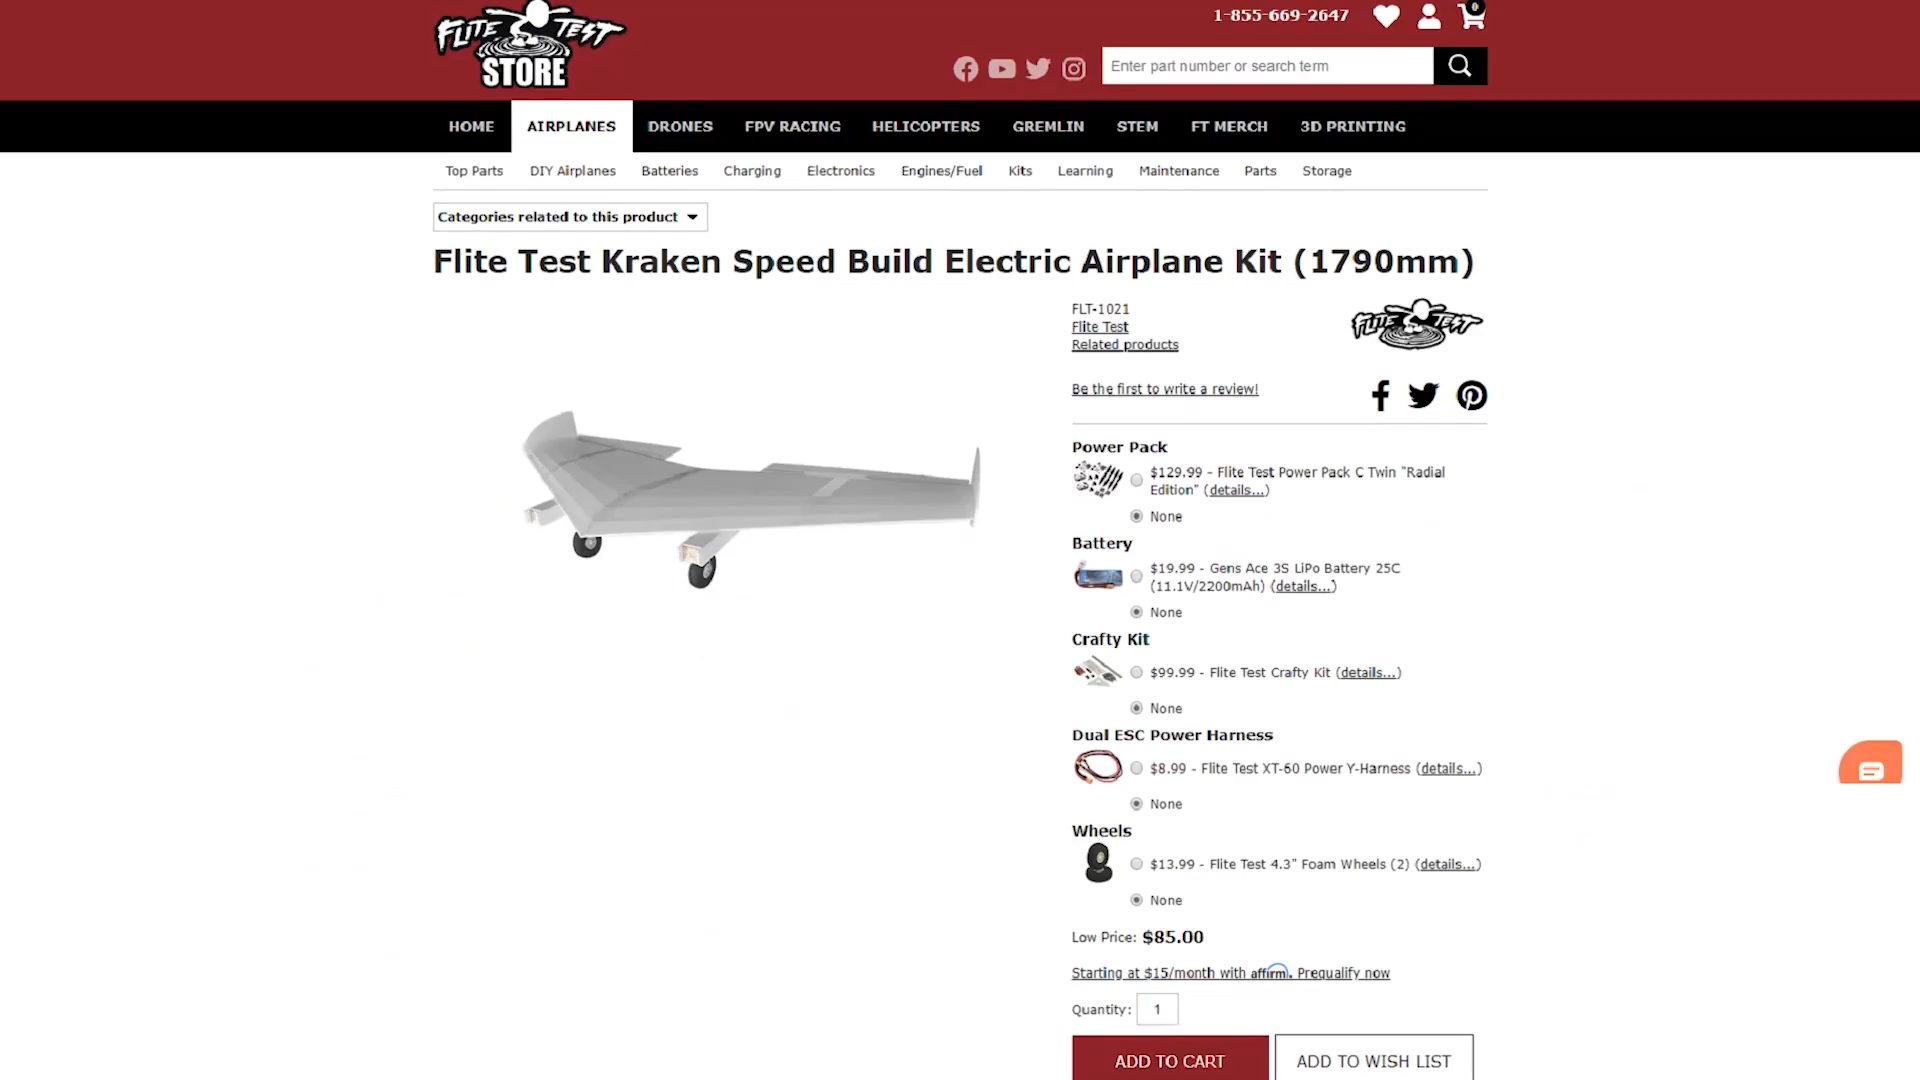 FLITE TEST
STORE
1-855-669-2647
0
Enter part number or search term
HOME
AIRPLANES
DRONES
FPV RACING
HELICOPTERS
GREMLIN
STEM
FT MERCH
3D PRINTING
Top Parts
DIY Airplanes
Batteries
Charging
Electronics
Engines/Fuel
Kits
Learning
Maintenance
Parts
Storage
Categories related to this product
Flite Test Kraken Speed Build Electric Airplane Kit (1790mm)
FLT-1021
Flite Test
Related products
FLITE TEST
Be the first to write a review!
Power Pack
$129.99 - Flite Test Power Pack C Twin "Radial
Edition" (details...)
None
Battery
$19.99 - Gens Ace 3S LiPo Battery 25C
(11.1V/2200mAh) (details...)
None
Crafty Kit
$99.99 - Flite Test Crafty Kit (details...)
None
Dual ESC Power Harness
$8.99 - Flite Test XT-60 Power Y-Harness (details...)
None
Wheels
$13.99 - Flite Test 4.3" Foam Wheels (2) (details...)
None
Low Price: $85.00
Starting at $15/month with affirm. Prequalify now
Quantity: 1
ADD TO CART
ADD TO WISH LIST